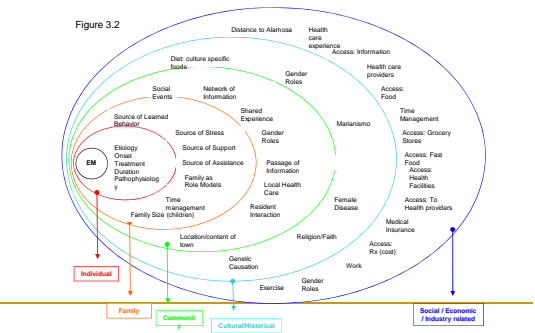 Figure 3.2
Distance to Alamosa
Health
care
experience
Access: Information
Diet: culture specific
foods
Health care
providers
Gender
Roles
Access:
Food
Social
Events
Network of
Information
Source of Learned
Behavior
Shared
Experience
Time
Management
Marianismo
Source of Stress
Gender
Roles
Access: Grocery
Stores
EM
Etiology
Onset
Treatment
Duration
Pathophysiolog
y
Source of Support
Source of Assistance
Family as
Role Models
Passage of
Information
Access: Fast
Food
Access:
Health
Facilities
Local Health
Care
Time
management
Family Size (children)
Resident
Interaction
Female
Disease
Access: To
Health providers
Medical
Insurance
Location/content of
town
Religion/Faith
Access:
Rx (cost)
Genetic
Causation
Work
Individual
Exercise
Gender
Roles
Family
Communit
y
Cultural/Historical
Social / Economic
/ Industry related